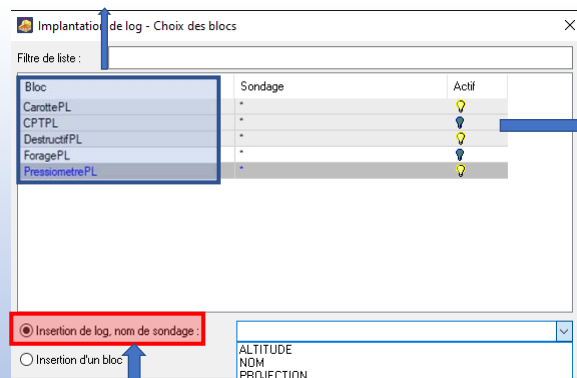 Implantation de log - Choix des blocs
Filtre de liste :
Bloc Sondage Actif
CarottePL *
CPTPL *
DestructifPL *
ForagePL *
PressiometrePL *
Insertion de log, nom de sondage :
ALTITUDE
Insertion d'un bloc NOM
PROJECTION